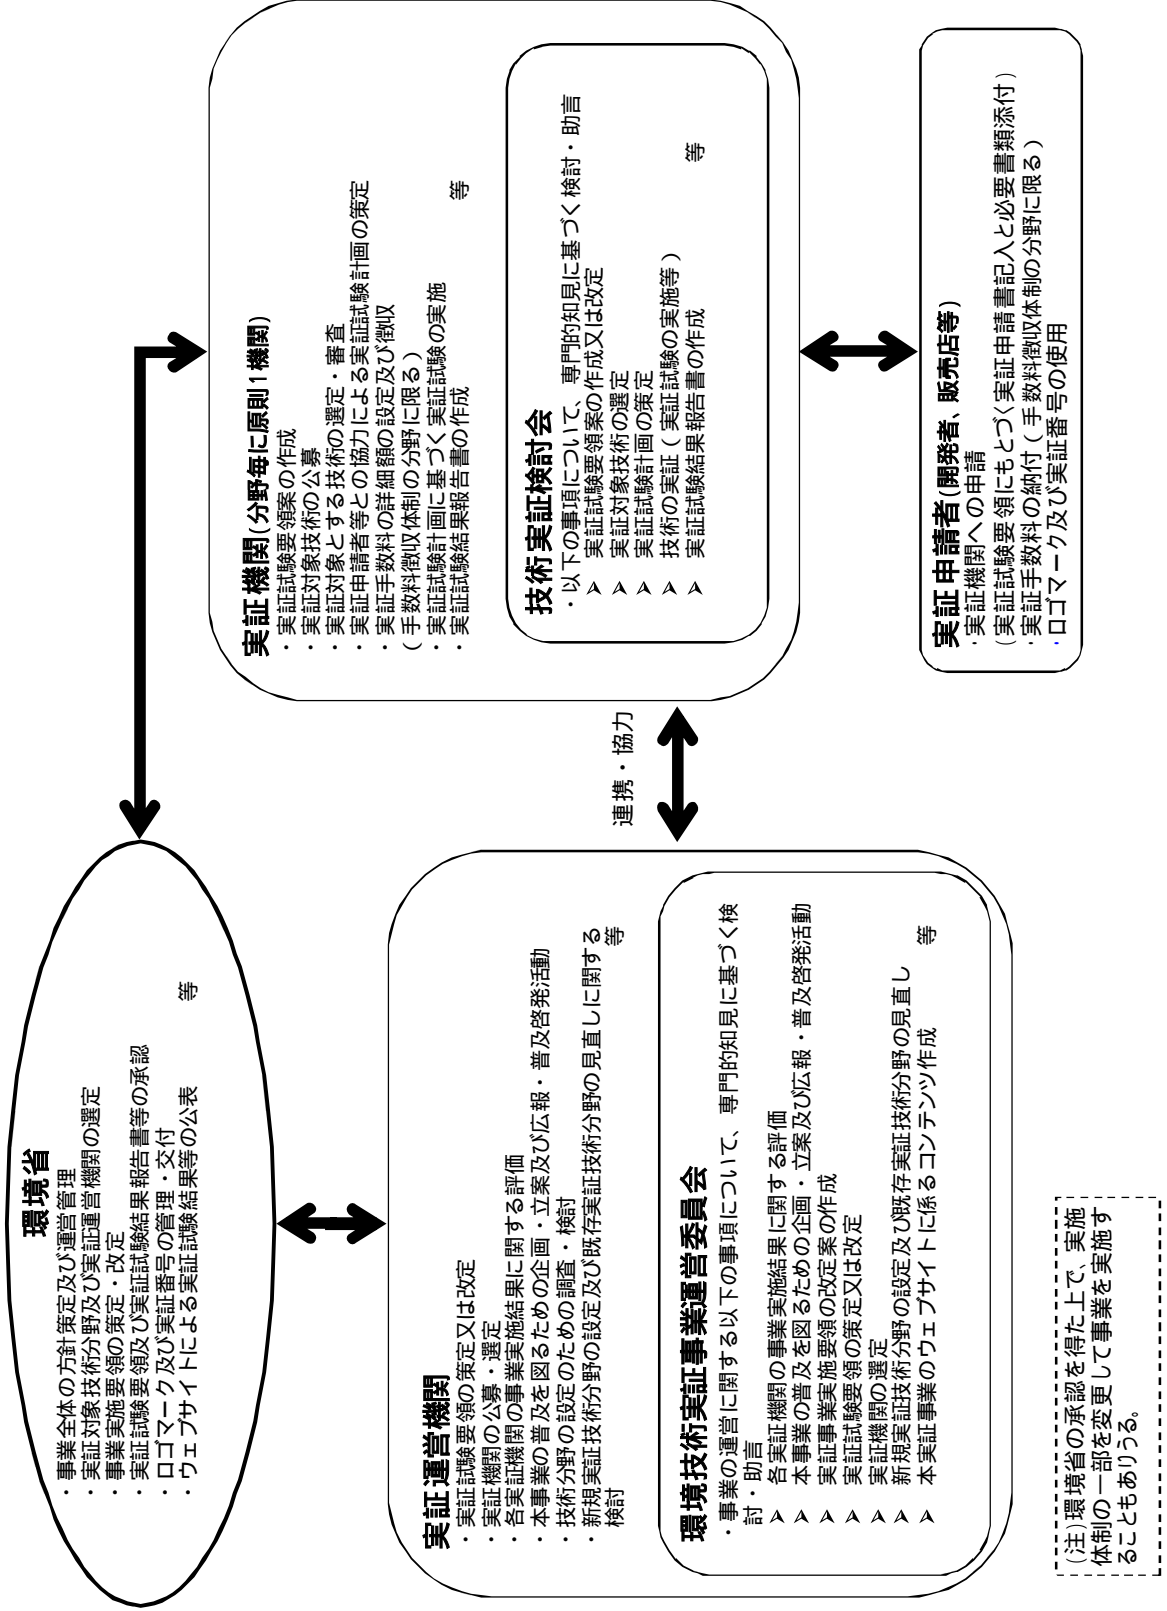 環境省
・事業全体の方針策定及び運営管理
・実証対象技術分野及び実証運営機関の選定
・事業実施要領の策定・改定
・実証試験要領及び実証試験結果報告書等の承認
・ロゴマーク及び実証番号の管理・交付
・ウェブサイトによる実証試験結果等の公表
等
実証運営機関
・実証試験要領の策定又は改定
・実証機関の公募・選定
・各実証機関の事業実施結果に関する評価
・本事業の普及を図るための企画・立案及び広報・普及啓発活動
・技術分野の設定のための調査・検討
・新規実証技術分野の設定及び既存実証技術分野の見直しに関する
検討
等
環境技術実証事業運営委員会
・事業の運営に関する以下の事項について、専門的知見に基づく検
討・助言
➢ 各実証機関の事業実施結果に関する評価
➢ 本事業の普及を図るための企画・立案及び広報・普及啓発活動
➢ 実証事業実施要領の改定案の作成
➢ 実証試験要領の策定又は改定
➢ 実証機関の選定
➢ 新規実証技術分野の設定及び既存実証技術分野の見直し
➢ 本実証事業のウェブサイトに係るコンテンツ作成
等
連携・協力
実証機関(分野毎に原則1機関)
・実証試験要領案の作成
・実証対象技術の公募
・実証対象とする技術の選定・審査
・実証申請者等との協力による実証試験計画の策定
・実証手数料の詳細額の設定及び徴収
(手数料徴収体制の分野に限る)
・実証試験計画に基づく実証試験の実施
・実証試験結果報告書の作成
等
技術実証検討会
・以下の事項について、専門的知見に基づく検討・助言
➢ 実証試験要領案の作成又は改定
➢ 実証対象技術の選定
➢ 実証試験計画の策定
➢ 技術の実証(実証試験の実施等)
➢ 実証試験結果報告書の作成
等
実証申請者(開発者、販売店等)
・実証機関への申請
(実証試験要領にもとづく実証申請書記入と必要書類添付)
・実証手数料の納付(手数料徴収体制の分野に限る)
・ロゴマーク及び実証番号の使用
(注)環境省の承認を得た上で、実施
体制の一部を変更して事業を実施す
ることもありうる。